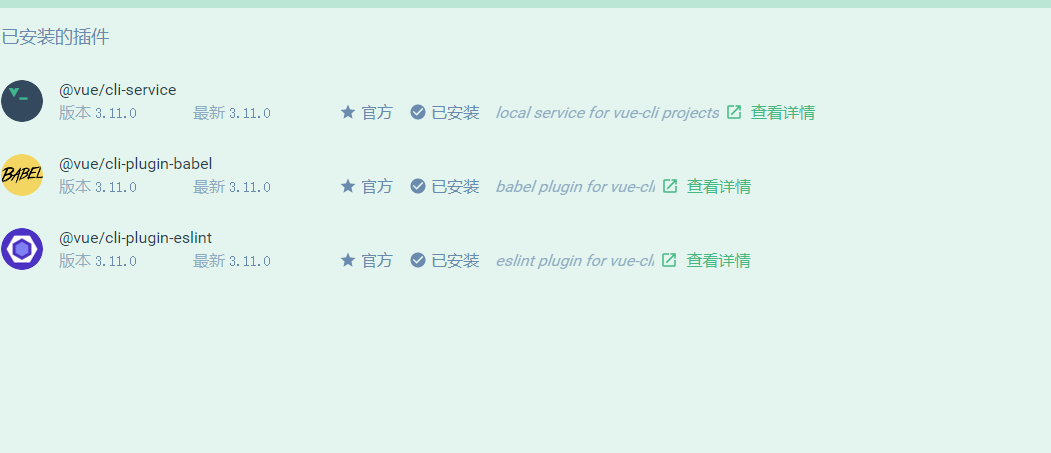 已安装的插件
@vue/cli-service
版本 3.11.0 最新 3.11.0 官方 已安装 local service for vue-cli projects 查看详情
BABEL
@vue/cli-plugin-babel
版本 3.11.0 最新 3.11.0 官方 已安装 babel plugin for vue-cli 查看详情
@vue/cli-plugin-eslint
版本 3.11.0 最新 3.11.0 官方 已安装 eslint plugin for vue-cli 查看详情